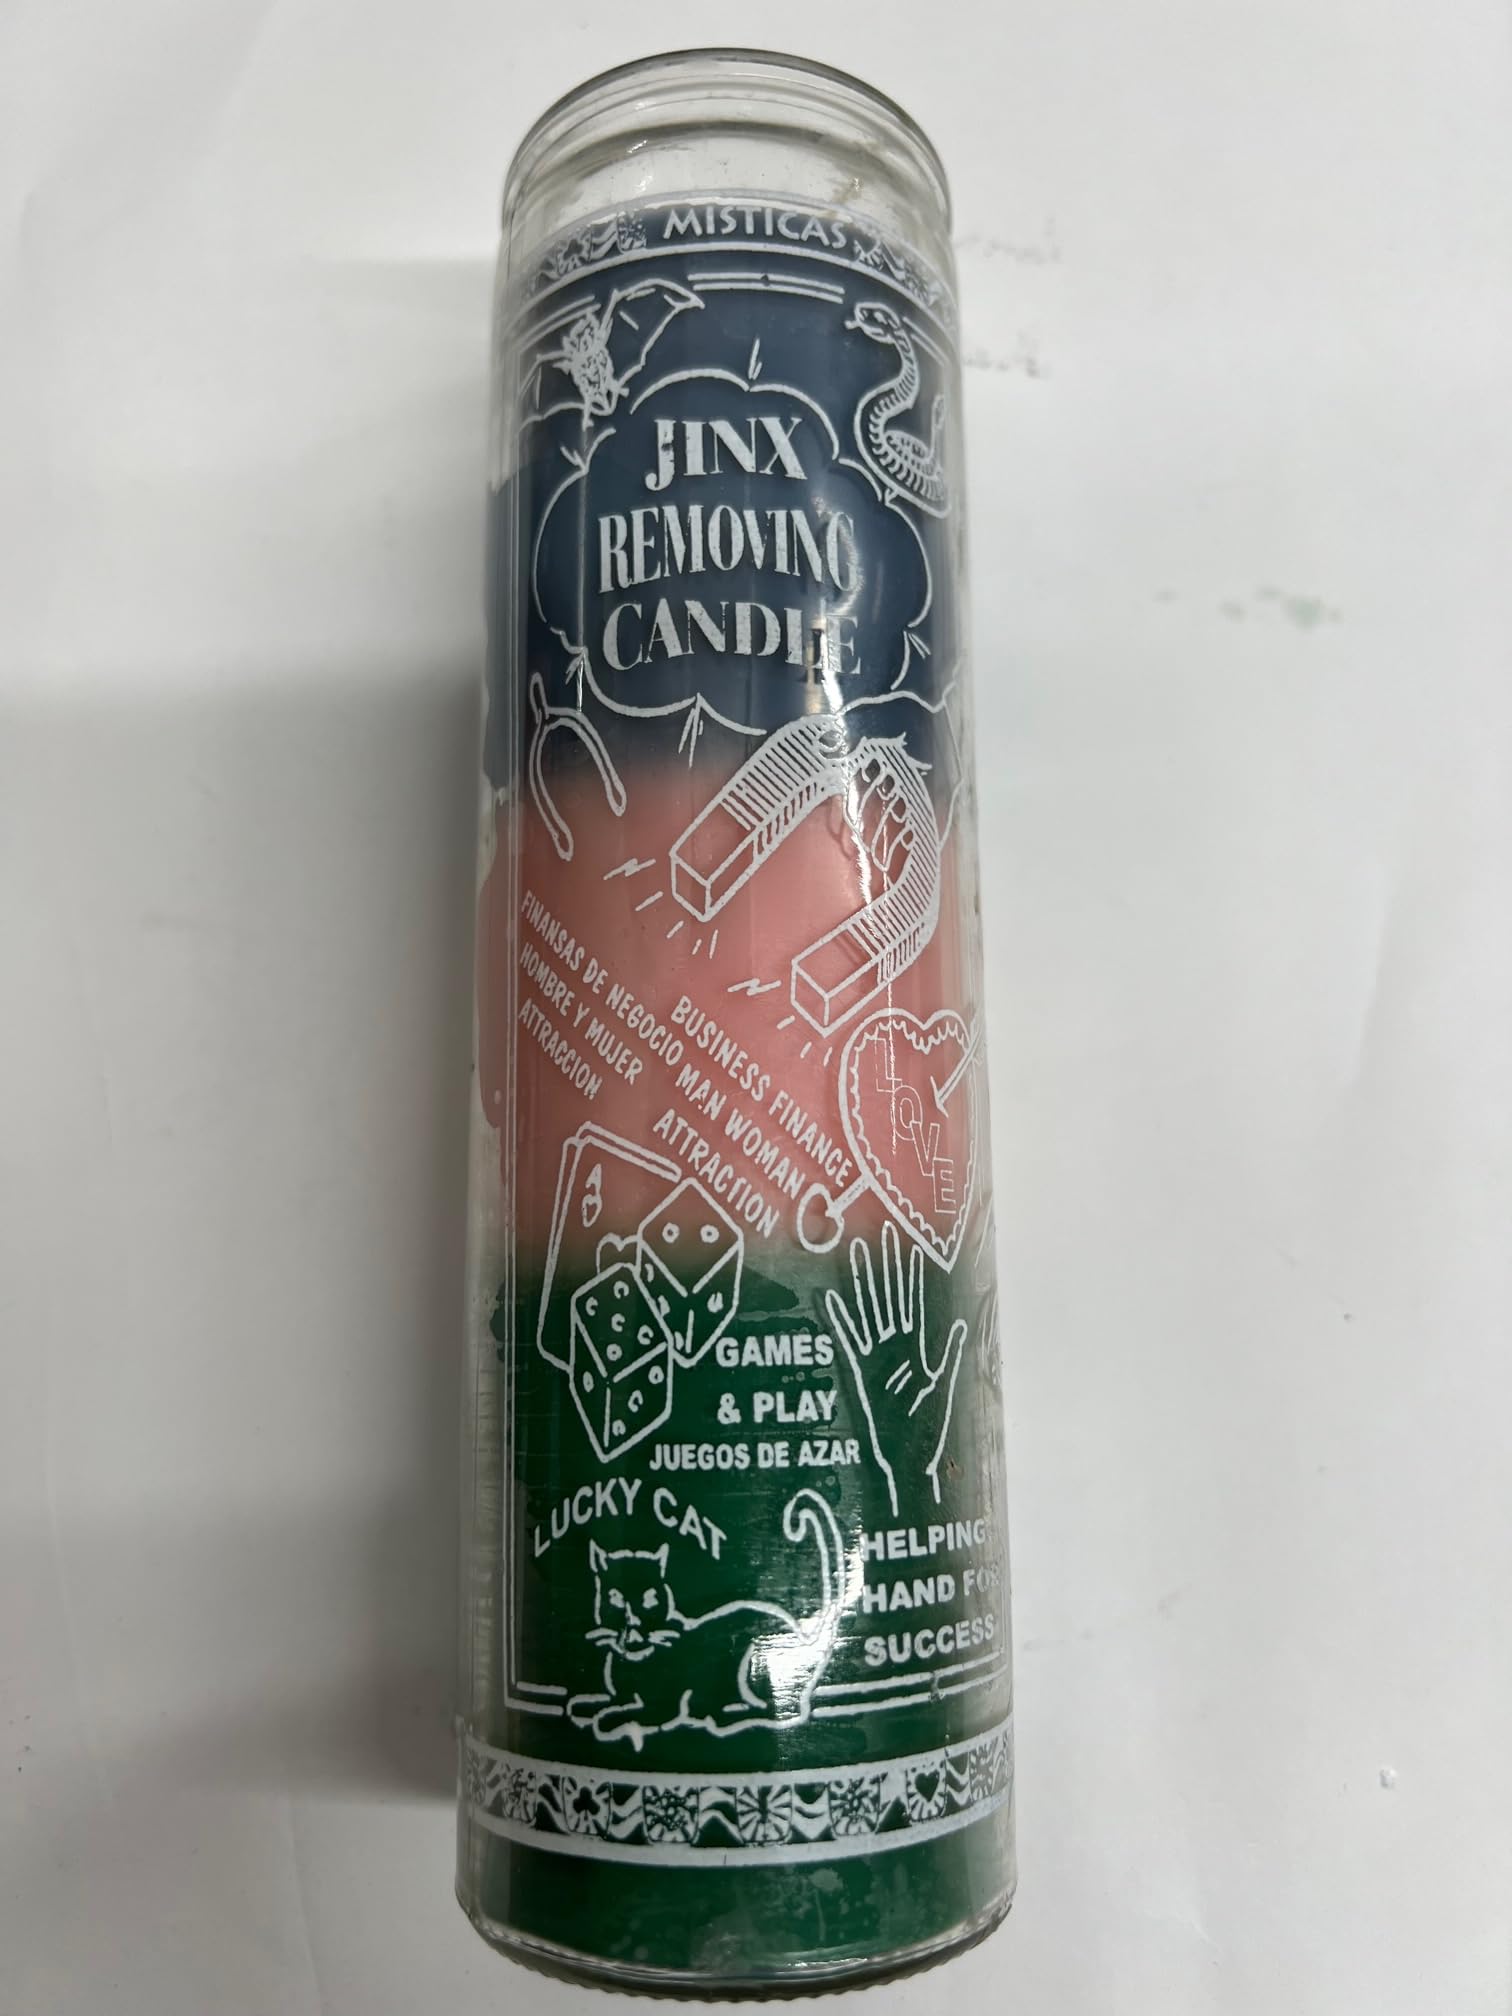 MISTICAS
JINX
REMOVING
CANDLE
FINANSAS DE NEGOCIO
HOMBRE Y MUJER
ATTRACCION
BUSINESS FINANCE
MAN WOMAN
ATTRACTION
LOVE
A
GAMES
& PLAY
JUEGOS DE AZAR
LUCKY CAT
HELPING
HAND FOR
SUCCESS